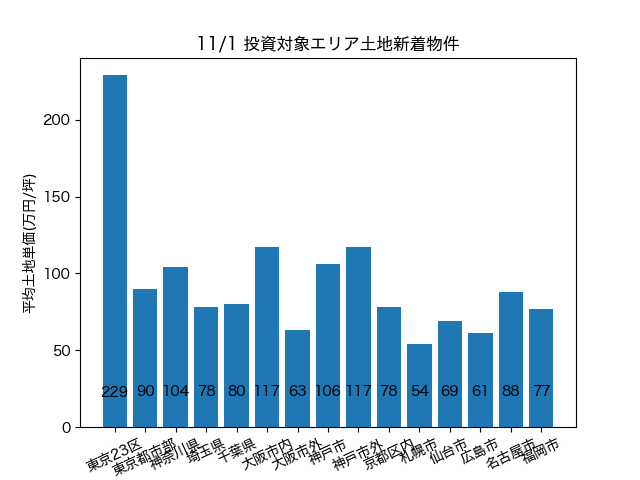 11/1 投資対象エリア土地新着物件
平均土地単価(万円/坪)
200
150
100
50
0
229 90 104 78 80 117 63 106 117 78 54 69 61 88 77
東京23区 東京都市部 神奈川県 埼玉県 千葉県 大阪市内 大阪市外 神戸市 神戸市外 京都区内 札幌市 仙台市 広島市 名古屋市 福岡市